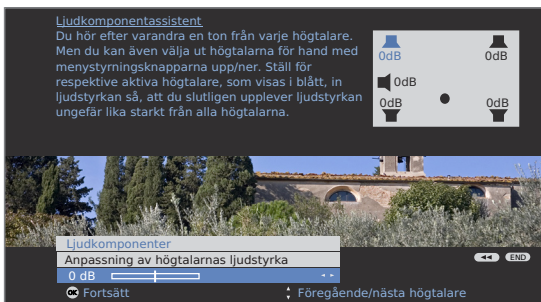 Ljudkomponentassistent
Du hör efter varandra en ton från varje högtalare.
Men du kan även välja ut högtalarna för hand med
menystyrningsknapparna upp/ner. Ställ för
respektive aktiva högtalare, som visas i blått, in
ljudstyrkan så, att du slutligen upplever ljudstyrkan
ungefär lika starkt från alla högtalarna.
0dB 0dB
0dB
0dB 0dB
Ljudkomponenter
Anpassning av högtalarnas ljudstyrka
0 dB
END
OK Fortsätt
Föregående/nästa högtalare